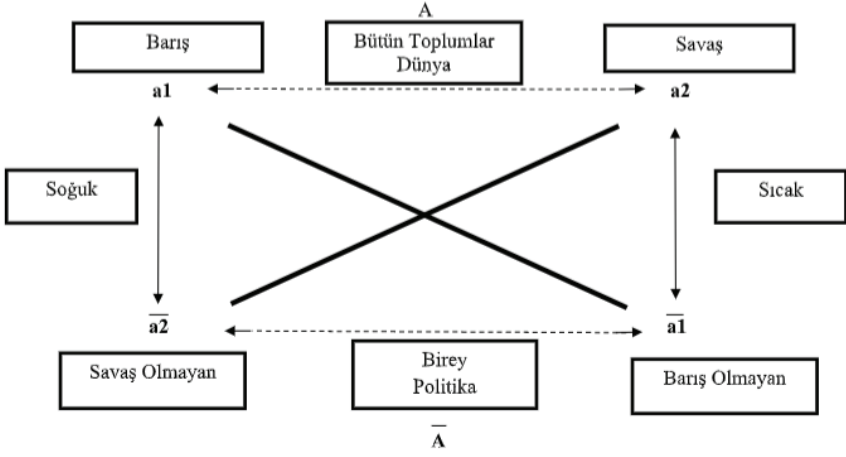 A
Barış
Bütün Toplumlar
Dünya
Savaş
a1
a2
Soğuk
Sıcak
a2̅
a1̅
Savaş Olmayan
Birey
Politika
Barış Olmayan
A̅